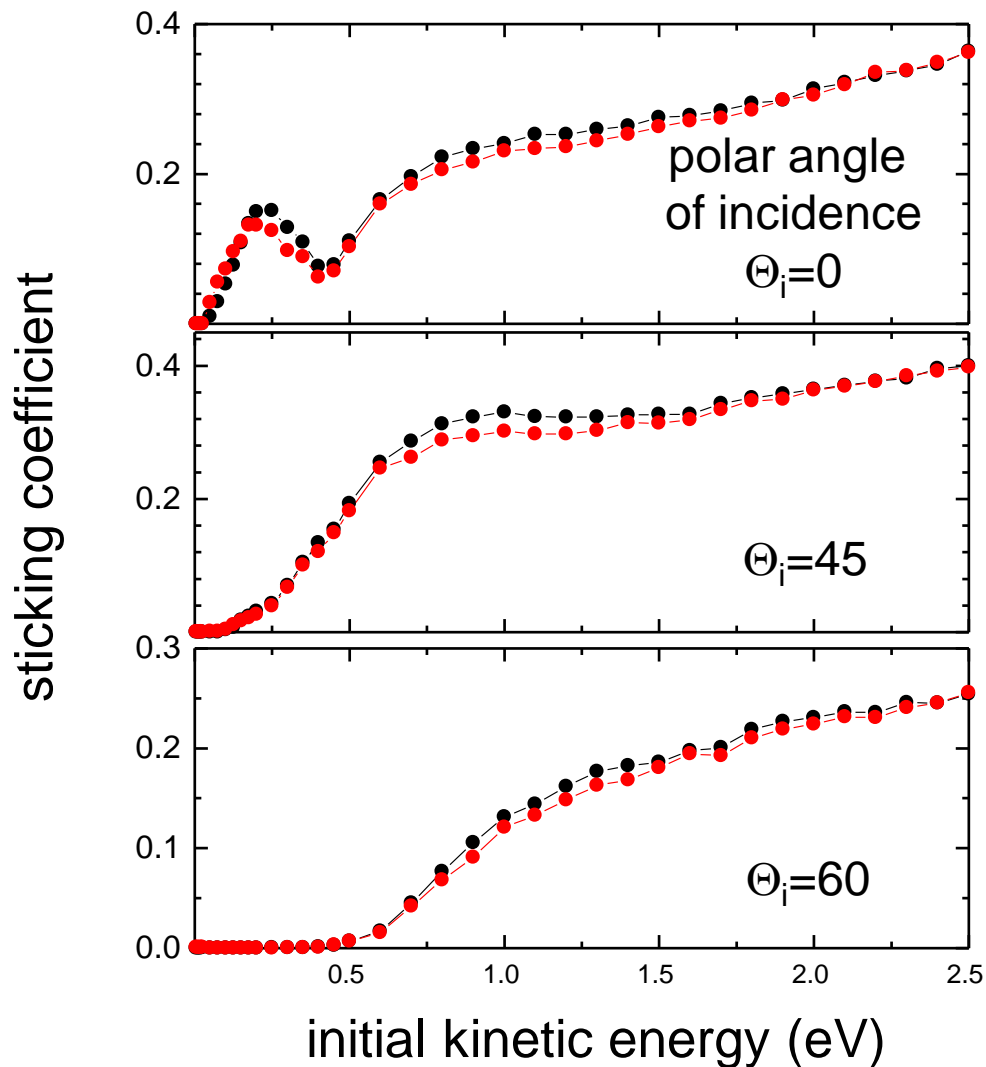 0.4
0.2
polar angle
of incidence
Θi=0
sticking coefficient
0.4
0.2
Θi=45
0.3
0.2
0.1
0.0
Θi=60
0.5 1.0 1.5 2.0 2.5
initial kinetic energy (eV)